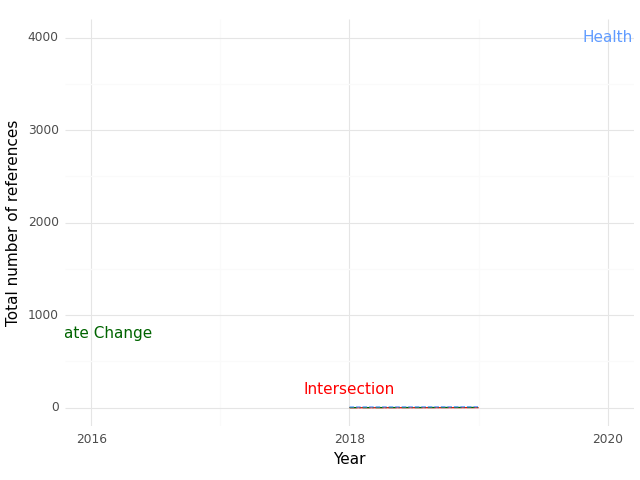 4000
Health
3000
2000
1000
0
Total number of references
ate Change
Intersection
2016
2018
2020
Year